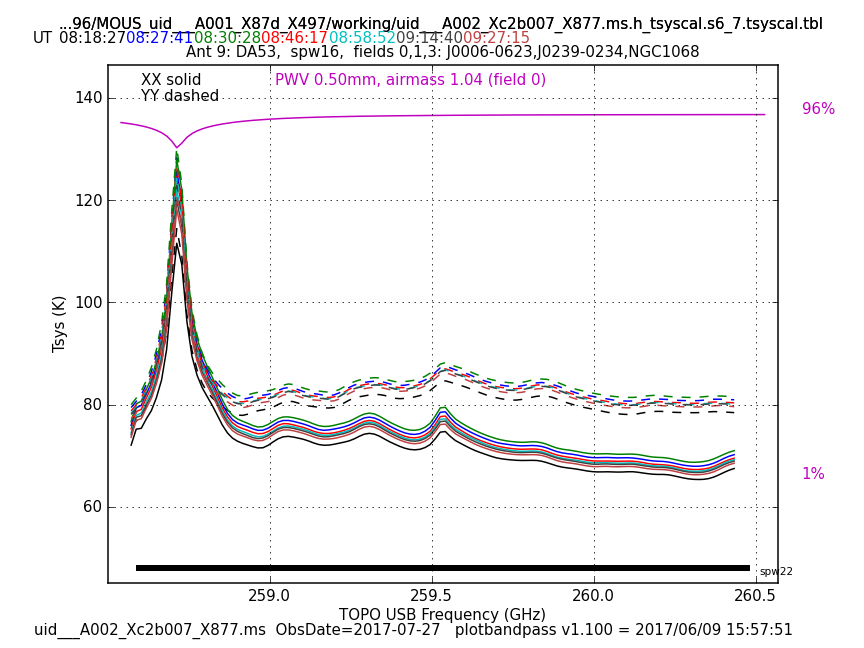 ...96/MOUS_uid___A001_X87d_X497/working/uid___A002_Xc2b007_X877.ms.h_tsyscal.s6_7.tsyscal.tbl
UT 08:18:27 08:27:41 08:30:28 08:46:17 08:58:52 09:14:40 09:27:15
Ant 9: DA53, spw16, fields 0,1,3: J0006-0623,J0239-0234,NGC1068
XX solid
YY dashed
PWV 0.50mm, airmass 1.04 (field 0)
96%
1%
140
120
100
80
60
Tsys (K)
spw22
259.0 259.5 260.0 260.5
TOPO USB Frequency (GHz)
uid___A002_Xc2b007_X877.ms ObsDate=2017-07-27 plotbandpass v1.100 = 2017/06/09 15:57:51